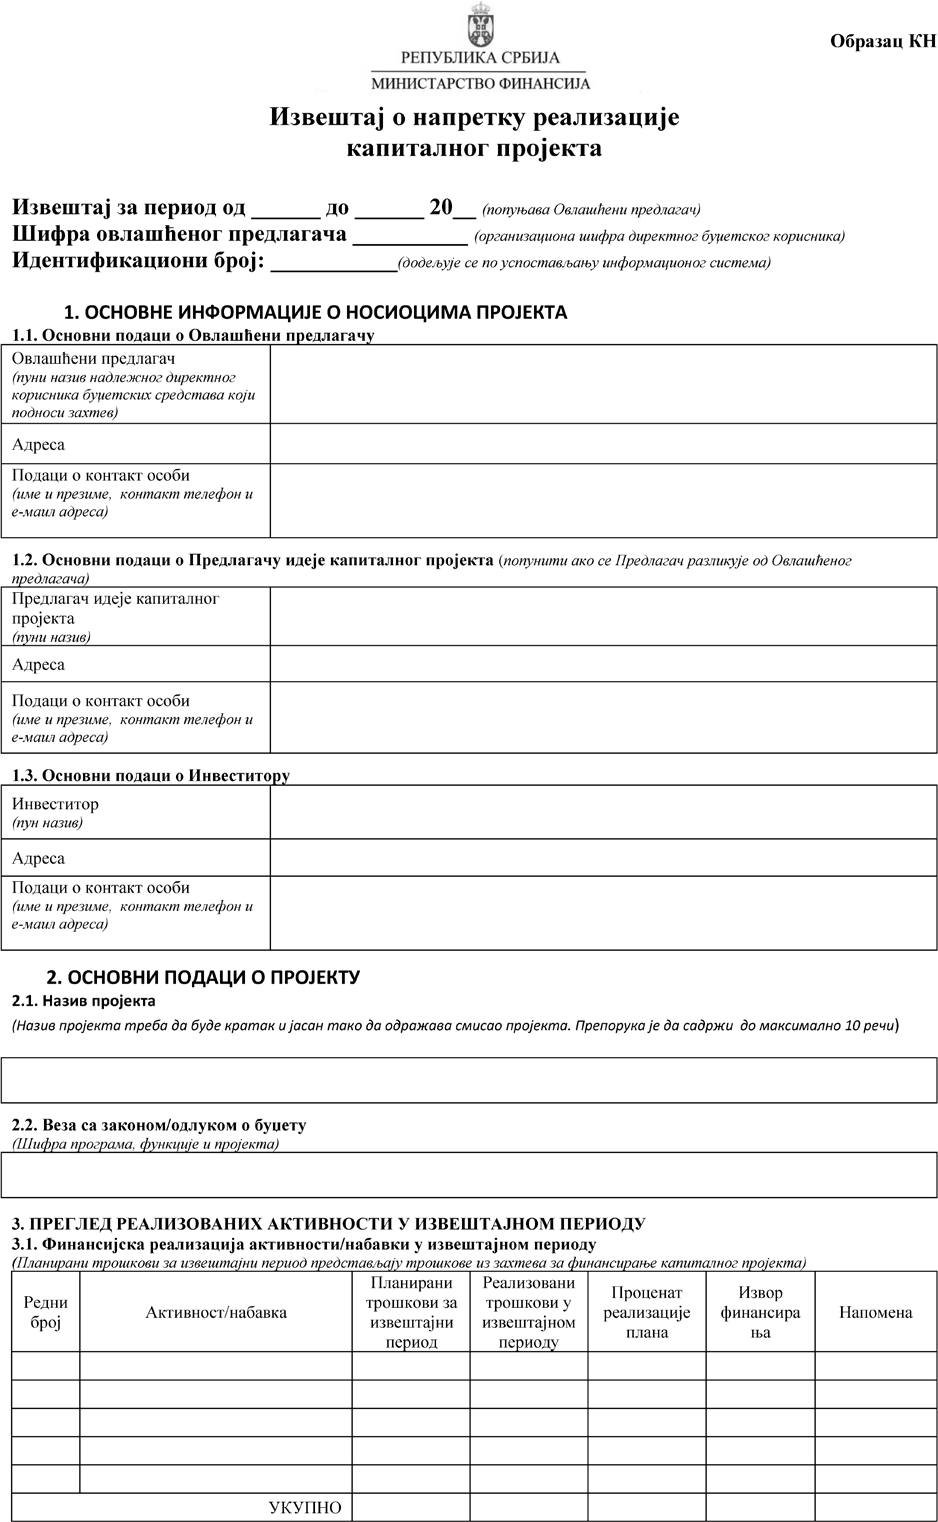 РЕПУБЛИКА СРБИЈА
МИНИСТАРСТВО ФИНАНСИЈА
Образац КН
Извештај о напретку реализације
капиталног пројекта
Извештај за период од ______ до ______ 20__ (попуњава Овлашћени предлагач)
Шифра овлашћеног предлагача __________ (организациона шифра директног буџетског корисника)
Идентификациони број: ___________(додељује се по успостављању информационог система)
1. ОСНОВНЕ ИНФОРМАЦИЈЕ О НОСИОЦИМА ПРОЈЕКТА
1.1. Основни подаци о Овлашћени предлагачу
Овлашћени предлагач
(пуни назив надлежног директног
корисника буџетских средстава који
подноси захтев)
Адреса
Подаци о контакт особи
(име и презиме, контакт телефон и
е-маил адреса)
1.2. Основни подаци о Предлагачу идеје капиталног пројекта (попунити ако се Предлагач разликује од Овлашћеног
предлагача)
Предлагач идеје капиталног
пројекта
(пуни назив)
Адреса
Подаци о контакт особи
(име и презиме, контакт телефон и
е-маил адреса)
1.3. Основни подаци о Инвеститору
Инвеститор
(пун назив)
Адреса
Подаци о контакт особи
(име и презиме, контакт телефон и
е-маил адреса)
2. ОСНОВНИ ПОДАЦИ О ПРОЈЕКТУ
2.1. Назив пројекта
(Назив пројекта треба да буде кратак и јасан тако да одражава смисао пројекта. Препорука је да садржи до максимално 10 речи)
2.2. Веза са законом/одлуком о буџету
(Шифра програма, функције и пројекта)
3. ПРЕГЛЕД РЕАЛИЗОВАНИХ АКТИВНОСТИ У ИЗВЕШТАЈНОМ ПЕРИОДУ
3.1. Финансијска реализација активности/набавки у извештајном периоду
(Планирани трошкови за извештајни период представљају трошкове из захтева за финансирање капиталног пројекта)
Редни
број
Активност/набавка
Планирани
трошкови за
извештајни
период
Реализовани
трошкови у
извештајном
периоду
Проценат
реализације
плана
Извор
финансира
ња
Напомена
УКУПНО